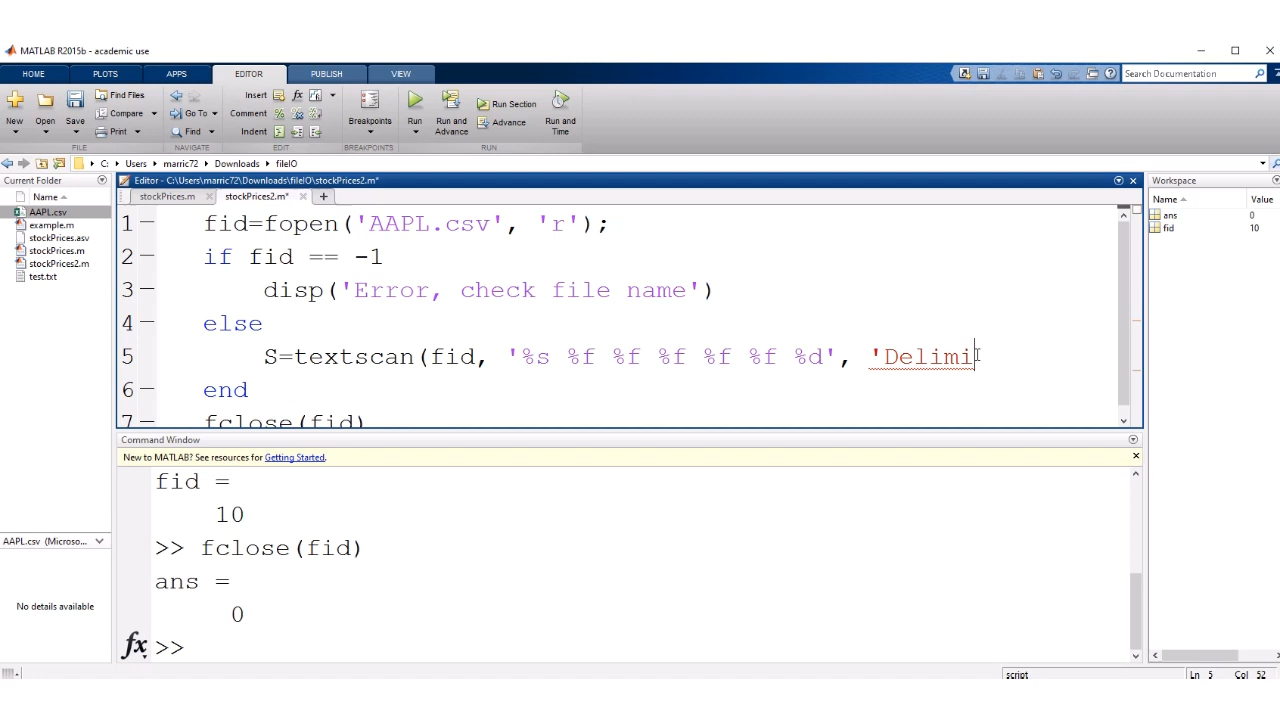 MATLAB R2015b - academic use
HOME PLOTS APPS EDITOR PUBLISH VIEW
Search Documentation
New Open Save
Find Files
Compare
Print
Go To
Find
Insert
Comment
Indent
Breakpoints
Run
Run and Advance
Run Section
Advance
Run and Time
FILE NAVIGATE EDIT BREAKPOINTS RUN
C: Users marric72 Downloads fileIO
Current Folder
Name
AAPL.csv
example.m
stockPrices.asv
stockPrices.m
stockPrices2.m
test.txt
AAPL.csv (Microso...
No details available
Editor - C:\Users\marric72\Downloads\fileIO\stockPrices2.m*
stockPrices.m stockPrices2.m* +
1 fid=fopen('AAPL.csv', 'r');
2 if fid == -1
3 disp('Error, check file name')
4 else
5 S=textscan(fid, '%s %f %f %f %f %f %d', 'Delimi
6 end
7 fclose(fid)
Command Window
New to MATLAB? See resources for Getting Started.
fid =
10
>> fclose(fid)
ans =
0
fx >>
Workspace
Name Value
ans 0
fid 10
script Ln 5 Col 52